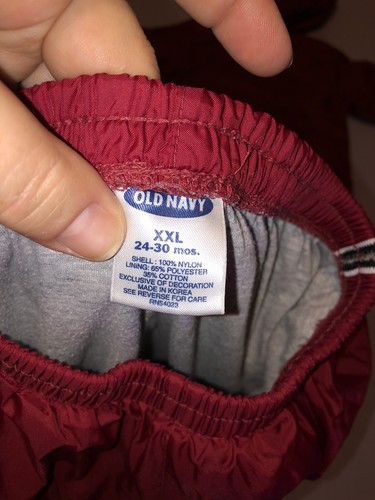 OLD NAVY
XXL
24-30 mos.
SHELL : 100% NYLON
LINING: 65% POLYESTER
35% COTTON
EXCLUSIVE OF DECORATION
MADE IN KOREA
SEE REVERSE FOR CARE
RN54023